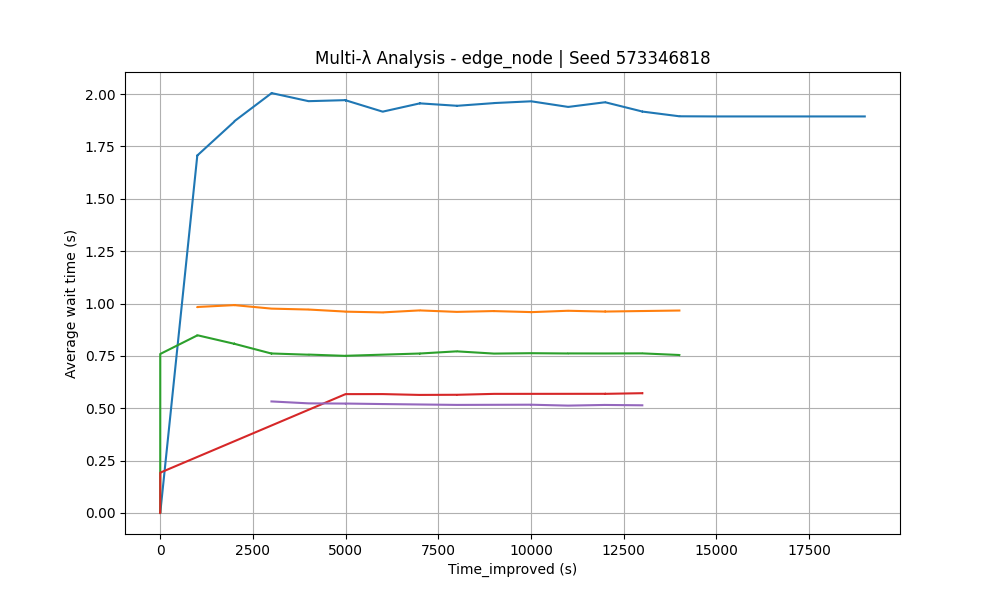 Multi-λ Analysis - edge_node | Seed 573346818
2.00
1.75
1.50
1.25
1.00
0.75
0.50
0.25
0.00
Average wait time (s)
0 2500 5000 7500 10000 12500 15000 17500
Time_improved (s)